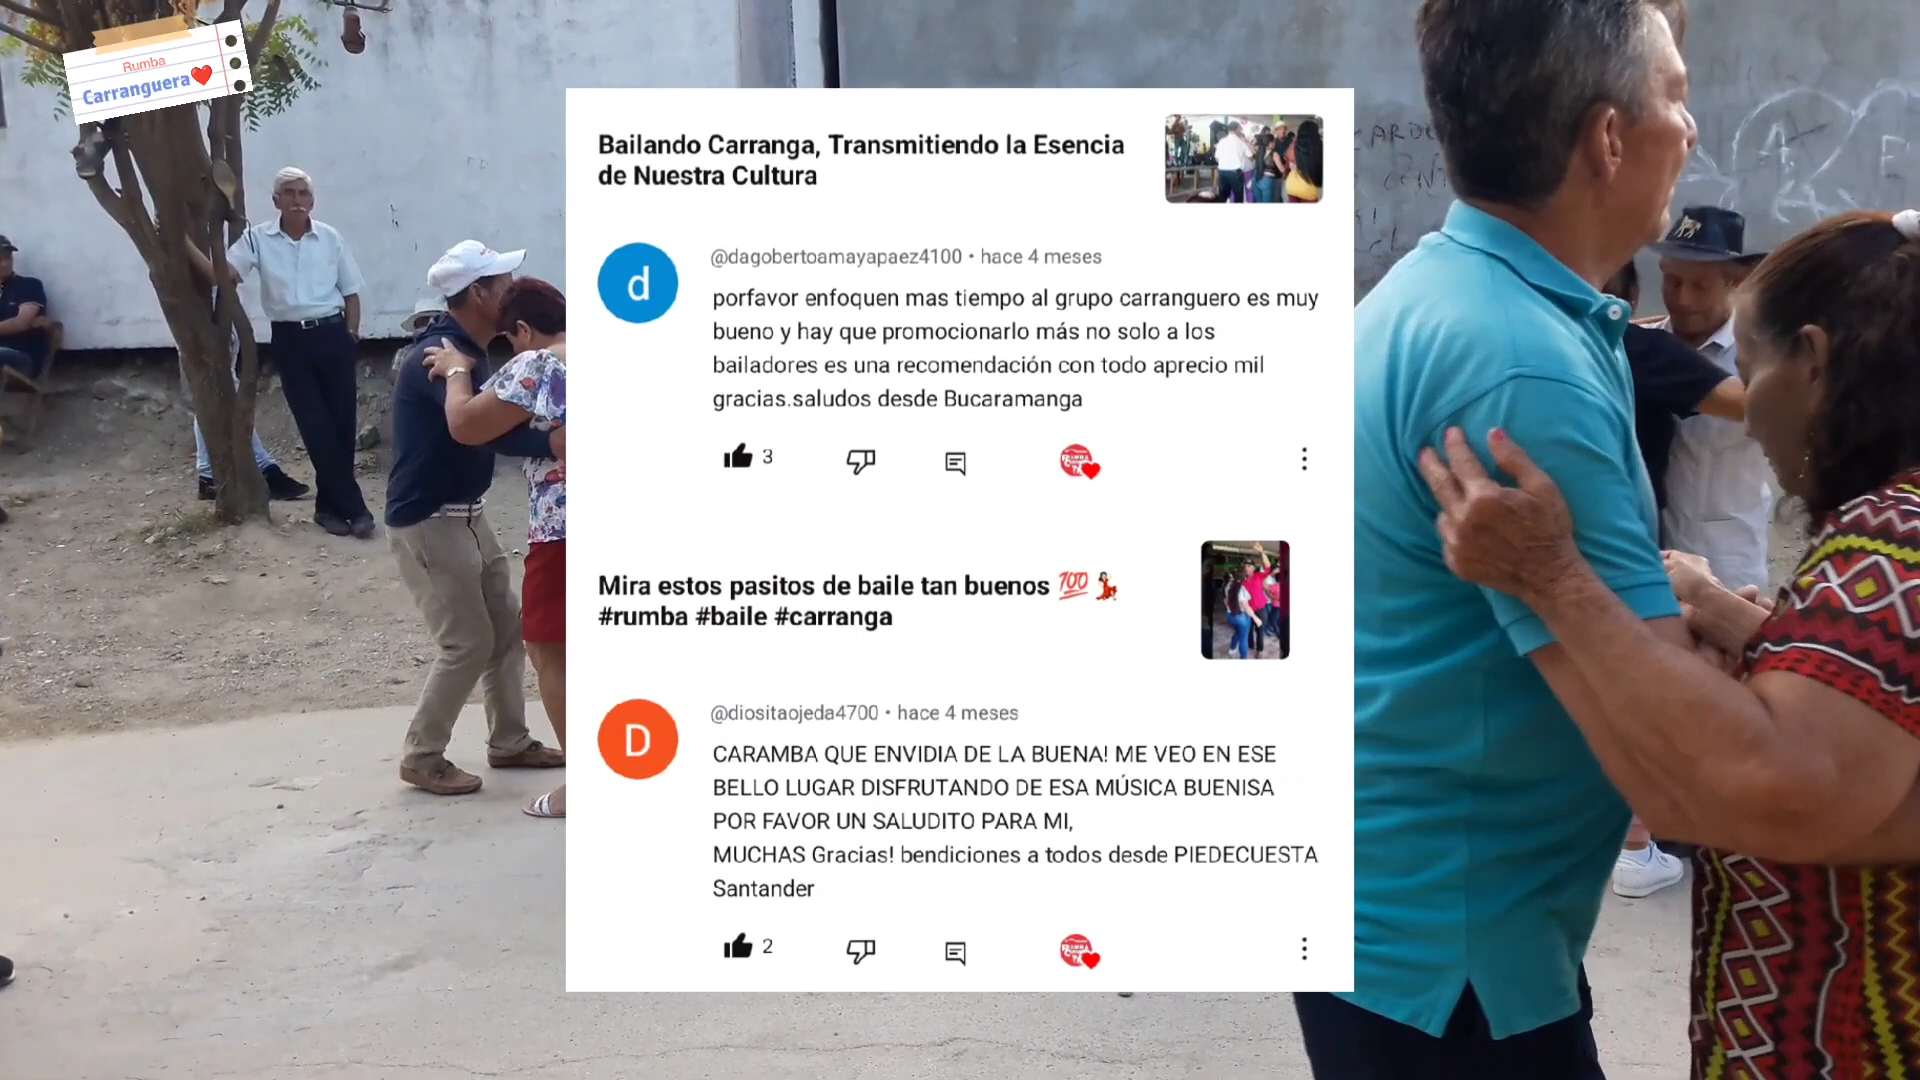 Rumba
Carranguera
Bailando Carranga, Transmitiendo la Esencia
de Nuestra Cultura
d
@dagobertoamayapaez4100 • hace 4 meses
porfavor enfoquen mas tiempo al grupo carranguero es muy
bueno y hay que promocionarlo más no solo a los
bailadores es una recomendación con todo aprecio mil
gracias.saludos desde Bucaramanga
3
Mira estos pasitos de baile tan buenos 💯 💃
#rumba #baile #carranga
D
@diositaojeda4700 • hace 4 meses
CARAMBA QUE ENVIDIA DE LA BUENA! ME VEO EN ESE
BELLO LUGAR DISFRUTANDO DE ESA MÚSICA BUENISA
POR FAVOR UN SALUDITO PARA MI,
MUCHAS Gracias! bendiciones a todos desde PIEDECUESTA
Santander
2